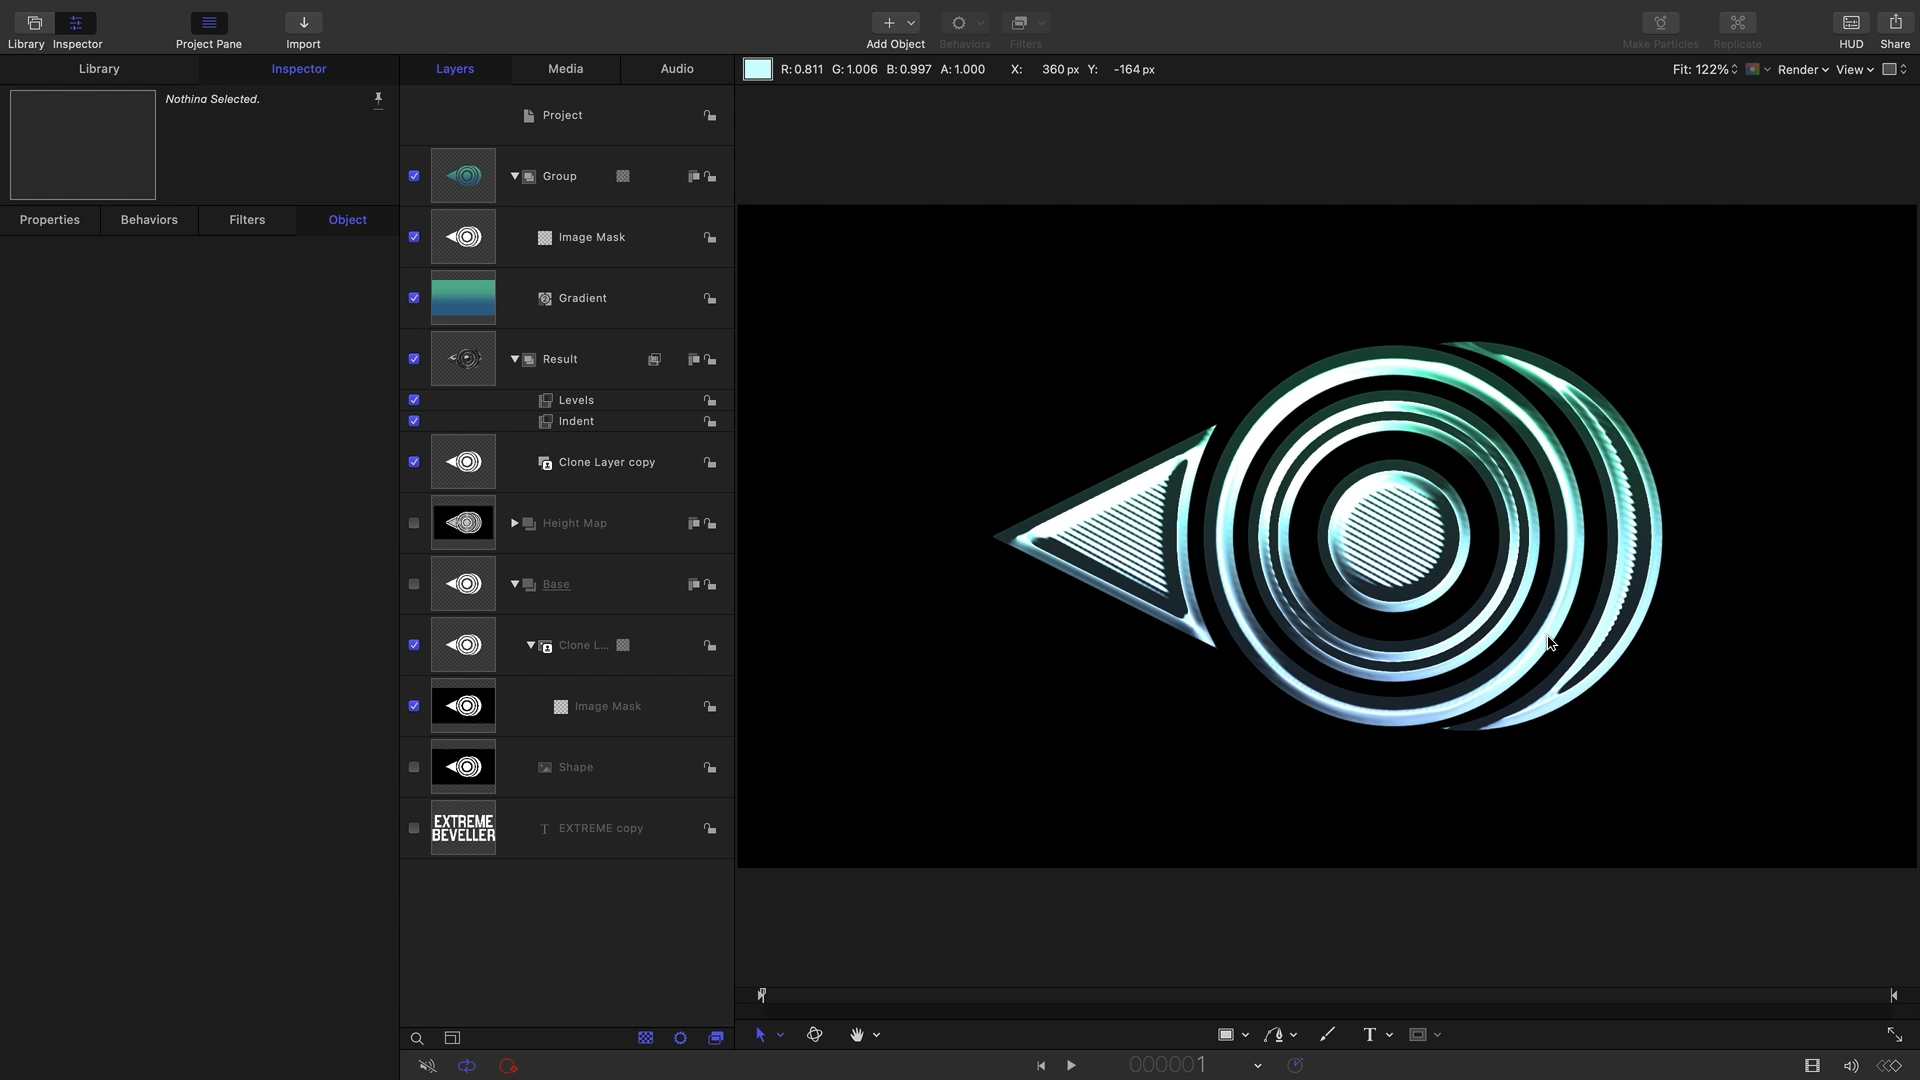 Library Inspector
Project Pane
Import
Add Object
Behaviors
Filters
Make Particles
Replicate
HUD
Share
Library
Inspector
Layers
Media
Audio
R: 0.811 G: 1.006 B: 0.997 A: 1.000 X: 360 px Y: -164 px
Fit: 122%
Render
View
Nothing Selected.
Properties
Behaviors
Filters
Object
Project
Group
Image Mask
Gradient
Result
Levels
Indent
Clone Layer copy
Height Map
Base
Clone L...
Image Mask
Shape
EXTREME
BEVELLER
EXTREME copy
T
000001